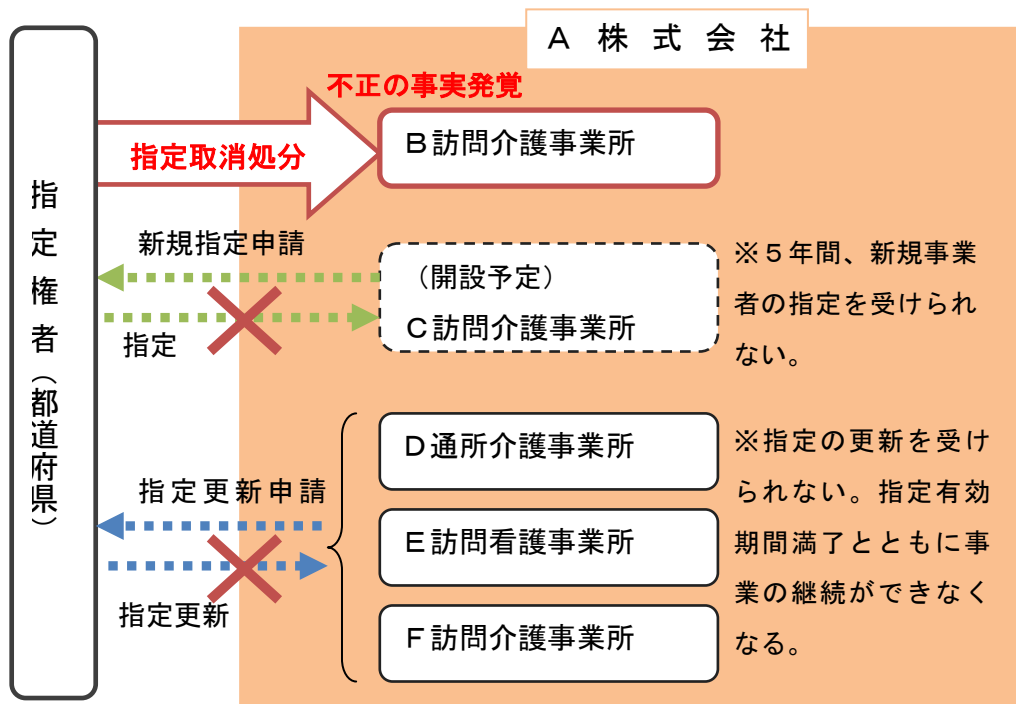 A株式会社
不正の事実発覚
指定取消処分
B訪問介護事業所
指定権者（都道府県）
新規指定申請
指定
（開設予定）
C訪問介護事業所
※５年間、新規事業
者の指定を受けられ
ない。
指定更新申請
指定更新
D通所介護事業所
E訪問看護事業所
F訪問介護事業所
※指定の更新を受け
られない。指定有効
期間満了とともに事
業の継続ができなく
なる。